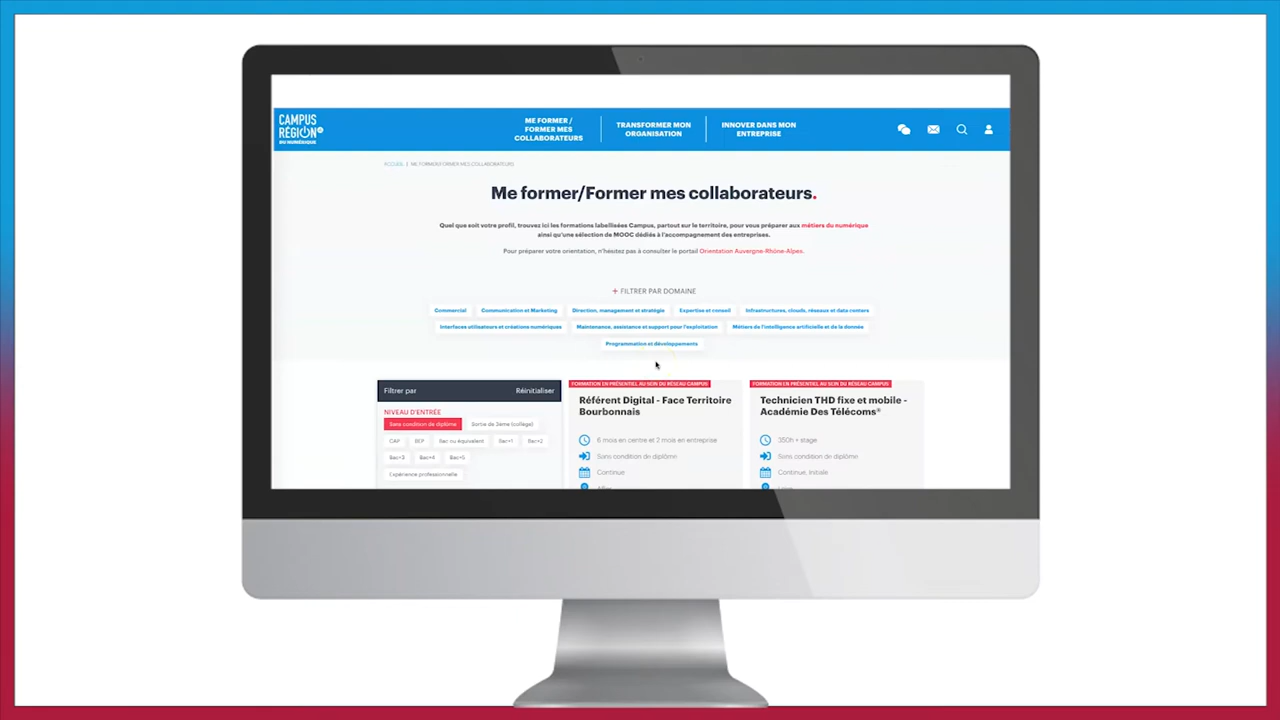 CAMPUS
RÉGION
DU NUMÉRIQUE
ME FORMER /
FORMER MES
COLLABORATEURS
TRANSFORMER MON
ORGANISATION
INNOVER DANS MON
ENTREPRISE
ACCUEIL | ME FORMER/FORMER MES COLLABORATEURS
Me former/Former mes collaborateurs.
Quel que soit votre profil, trouvez ici les formations labellisées Campus, partout sur le territoire, pour vous préparer aux métiers du numérique
ainsi qu'une sélection de MOOC dédiés à l'accompagnement des entreprises.
Pour préparer votre orientation, n'hésitez pas à consulter le portail Orientation Auvergne-Rhône-Alpes.
+ FILTRER PAR DOMAINE
Commercial
Communication et Marketing
Direction, management et stratégie
Expertise et conseil
Infrastructures, clouds, réseaux et data centers
Interfaces utilisateurs et créations numériques
Maintenance, assistance et support pour l'exploitation
Métiers de l'intelligence artificielle et de la donnée
Programmation et développements
Filtrer par
Réinitialiser
NIVEAU D'ENTRÉE
Sans condition de diplôme
Sortie de 3ème (collège)
CAP
BEP
Bac ou équivalent
Bac+1
Bac+2
Bac+3
Bac+4
Bac+5
Expérience professionnelle
FORMATION EN PRÉSENTIEL AU SEIN DU RÉSEAU CAMPUS
Référent Digital - Face Territoire
Bourbonnais
6 mois en centre et 2 mois en entreprise
Sans condition de diplôme
Continue
FORMATION EN PRÉSENTIEL AU SEIN DU RÉSEAU CAMPUS
Technicien THD fixe et mobile -
Académie Des Télécoms®
350h + stage
Sans condition de diplôme
Continue, Initiale